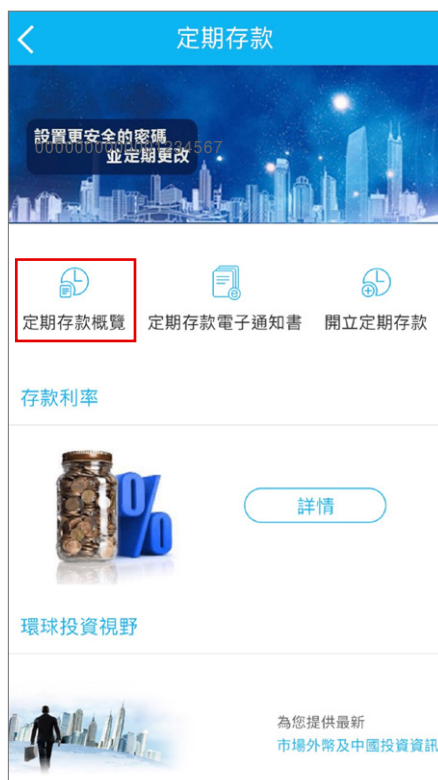 定期存款
設置更安全的密碼
000000000001234567
並定期更改
定期存款概覽
定期存款電子通知書
開立定期存款
存款利率
%
詳情
環球投資視野
為您提供最新
市場外幣及中國投資資訊